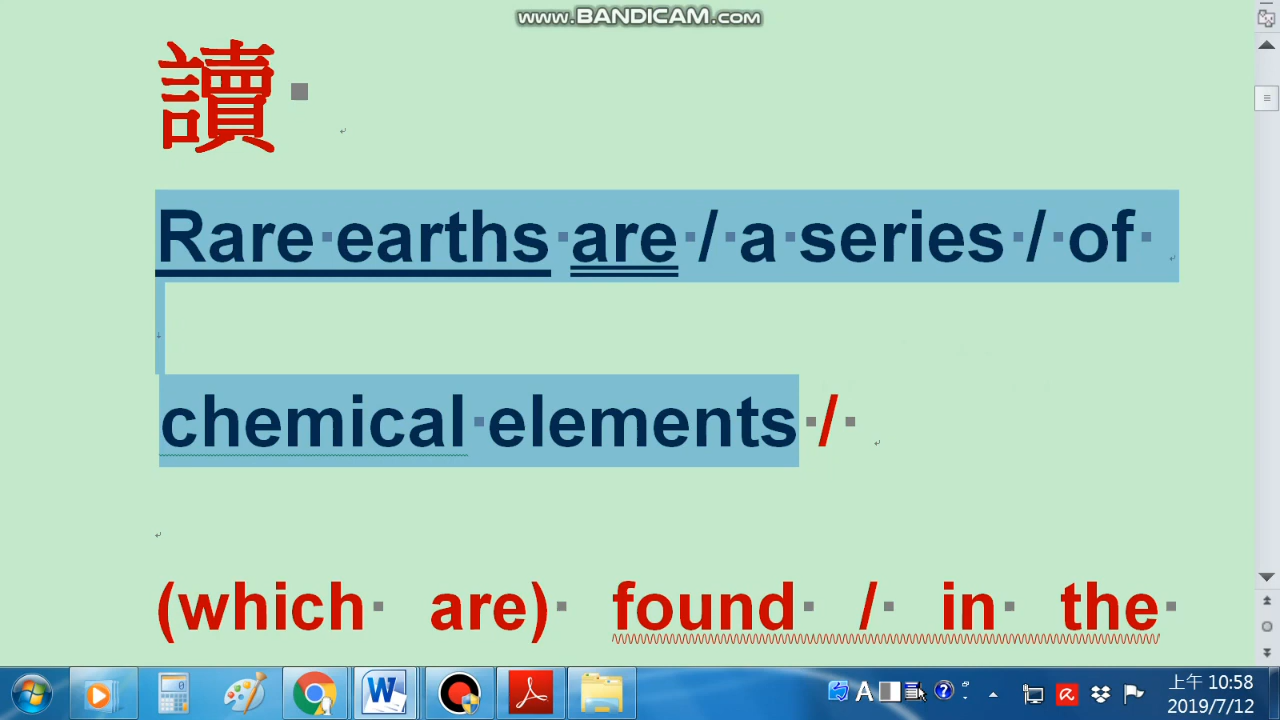 www.BANDICAM.com
讀
Rare earths are / a series / of
chemical elements /
(which are) found / in the
上午 10:58
2019/7/12